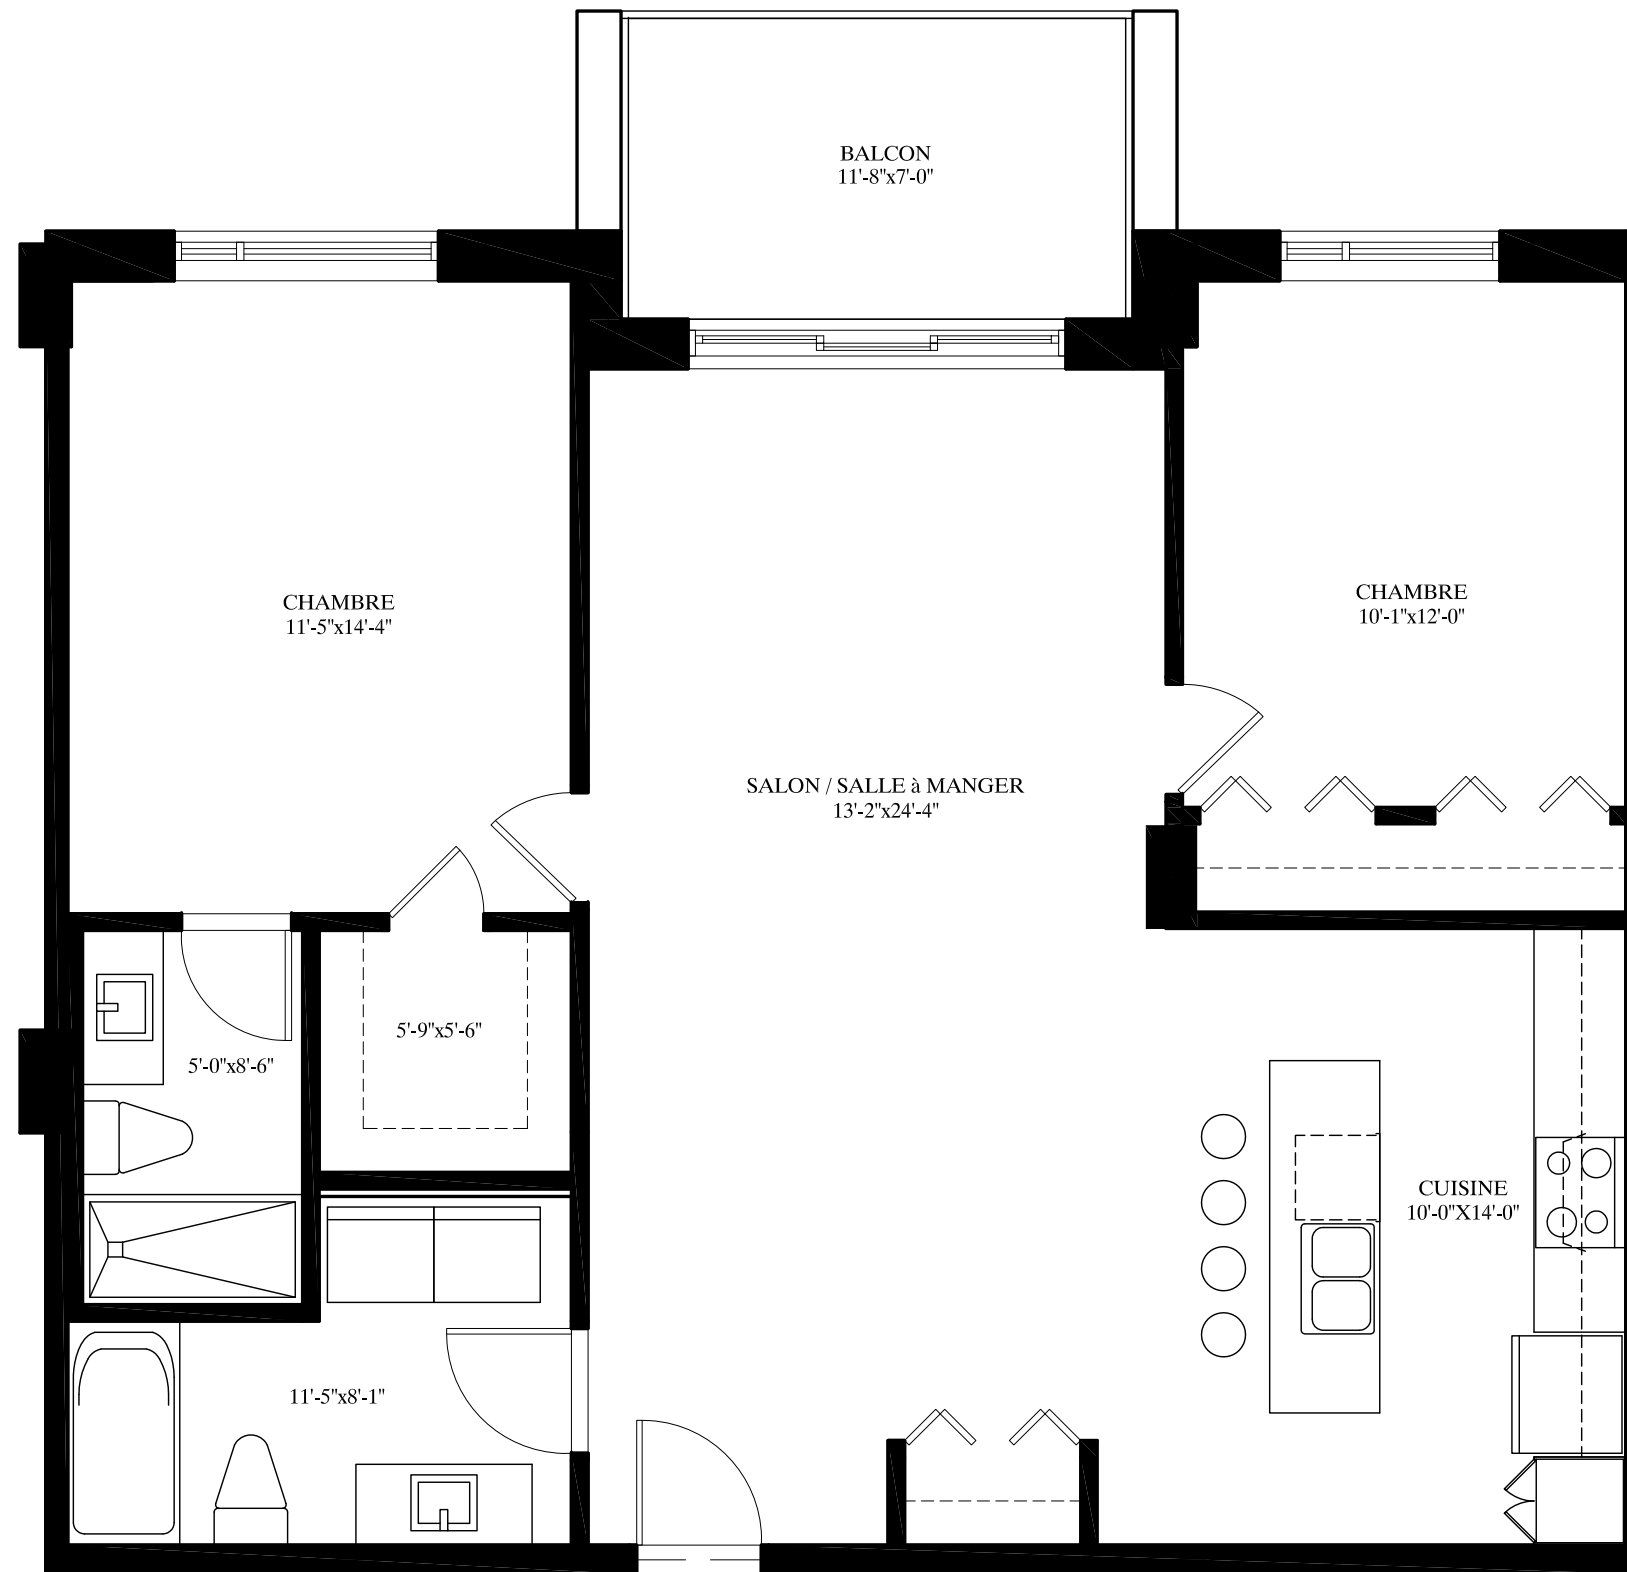 BALCON
11'-8"x7'-0"
CHAMBRE
11'-5"x14'-4"
CHAMBRE
10'-1"x12'-0"
SALON / SALLE à MANGER
13'-2"x24'-4"
5'-9"x5'-6"
5'-0"x8'-6"
CUISINE
10'-0"X14'-0"
11'-5"x8'-1"